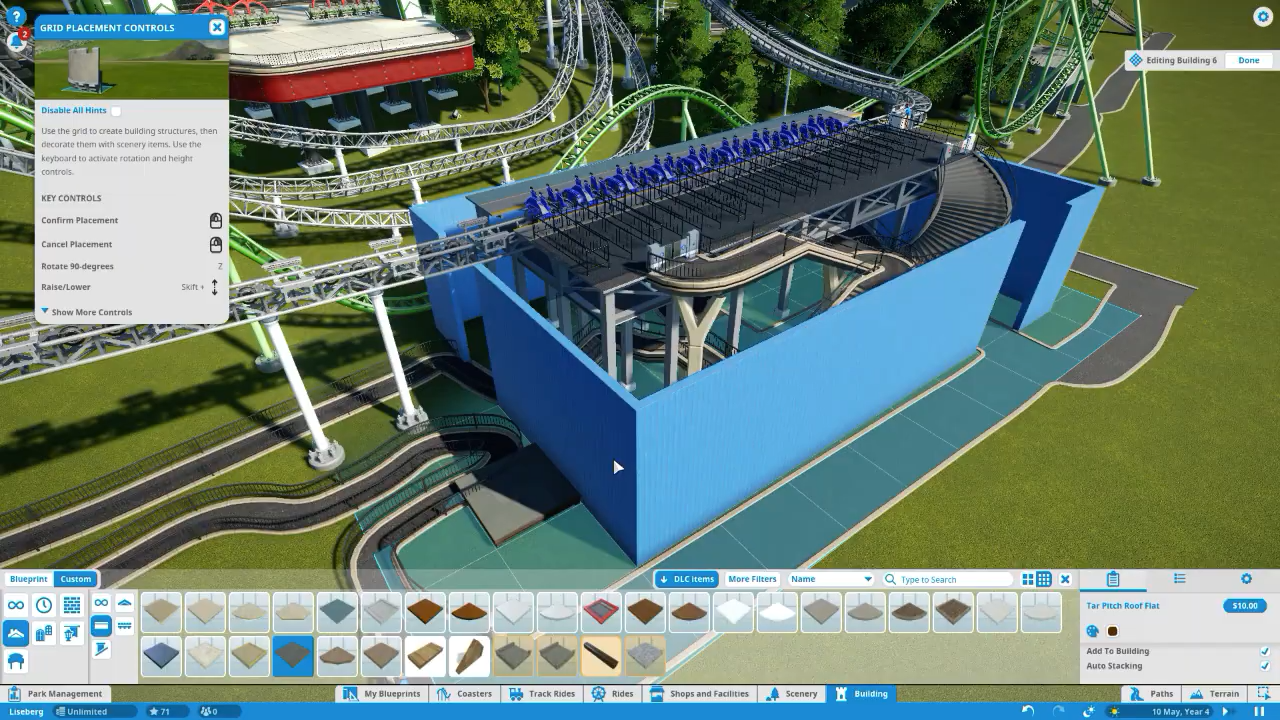 ?
2
GRID PLACEMENT CONTROLS
Disable All Hints
Use the grid to create building structures, then
decorate them with scenery items. Use the
keyboard to activate rotation and height
controls.
KEY CONTROLS
Confirm Placement
Cancel Placement
Rotate 90-degrees Z
Raise/Lower Skift +
Show More Controls
Editing Building 6 Done
Blueprint Custom
DLC items More Filters Name Type to Search
Tar Pitch Roof Flat $10.00
Add To Building
Auto Stacking
Park Management My Blueprints Coasters Track Rides Rides Shops and Facilities Scenery Building Paths Terrain
Liseberg Unlimited 71 0 10 May, Year 4